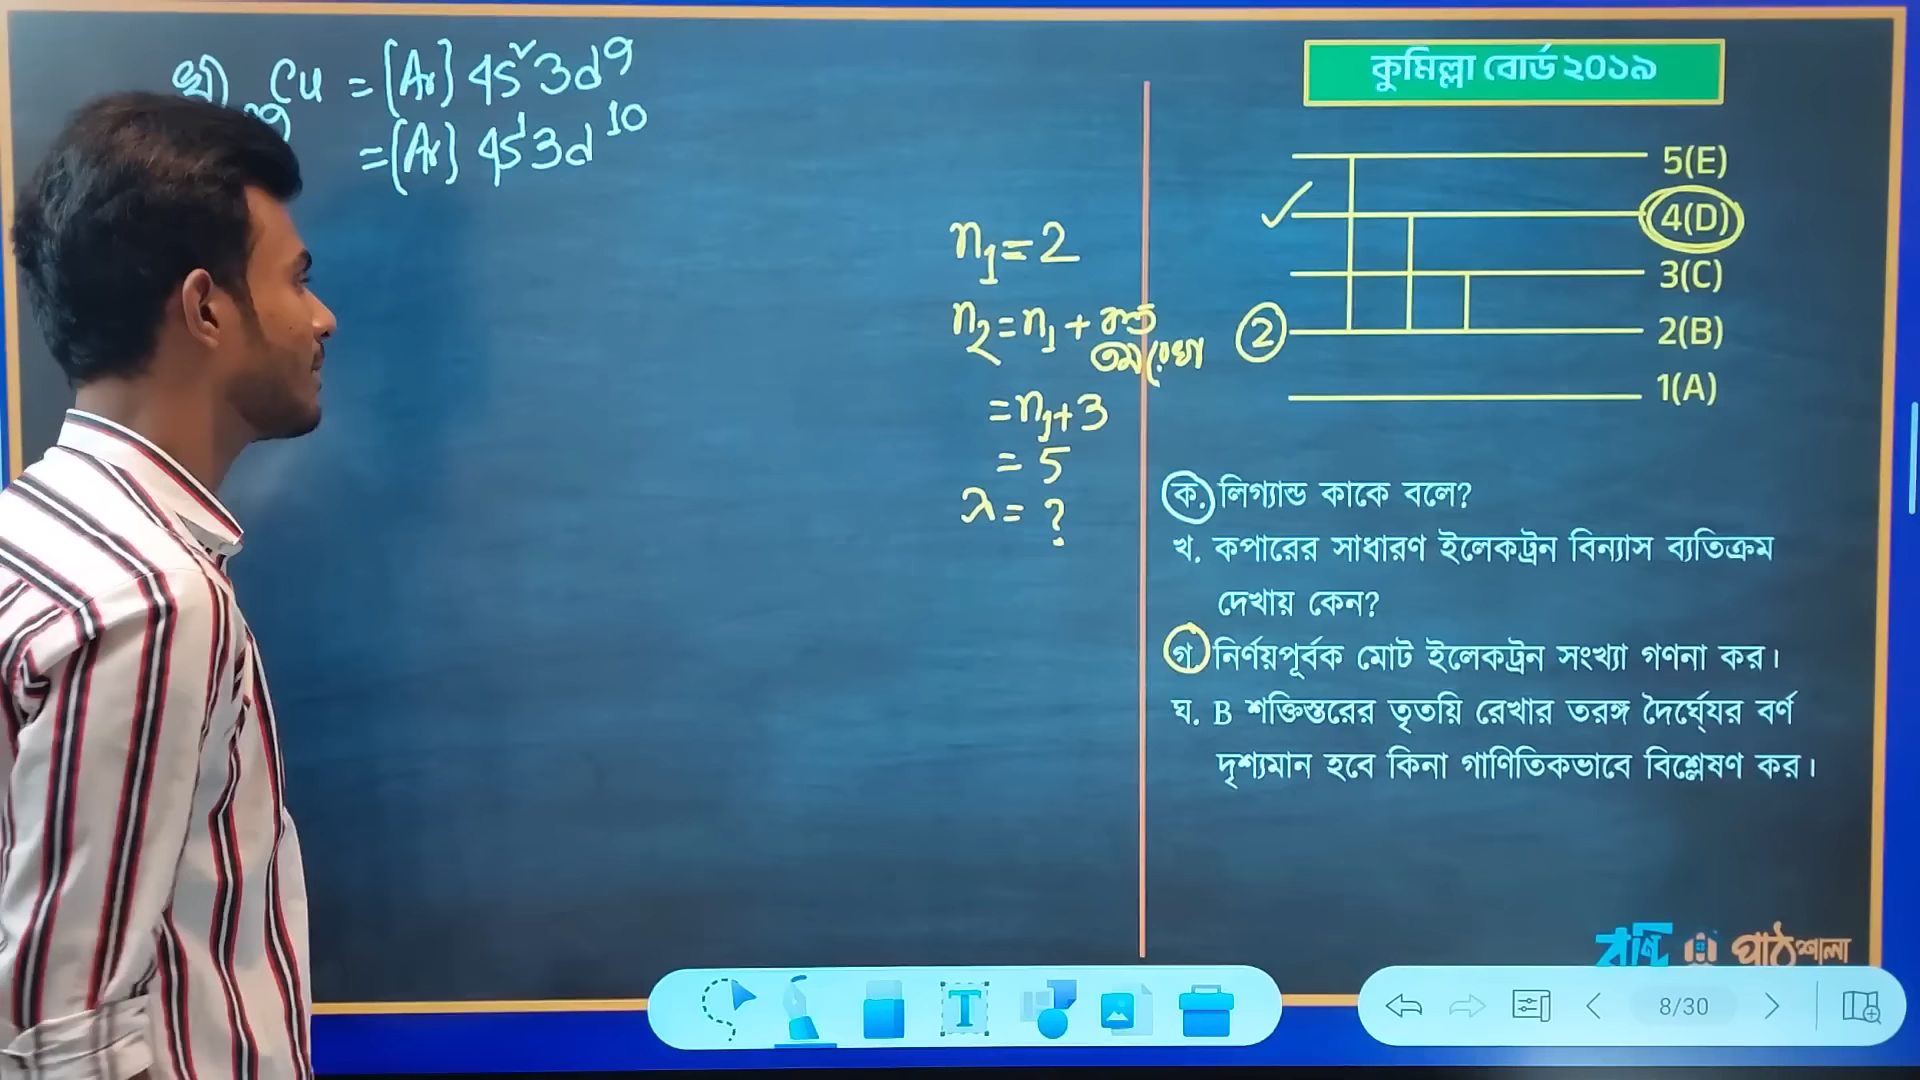 খ) Cu = [Ar] 4s² 3d⁹
= [Ar] 4s¹ 3d¹⁰
n₁ = 2
n₂ = n₁ + কত
তম রেখা
= n₁ + 3
= 5
λ = ?
কুমিল্লা বোর্ড ২০১৯
5(E)
4(D)
3(C)
2 2(B)
1(A)
ক. লিগ্যান্ড কাকে বলে?
খ. কপারের সাধারণ ইলেকট্রন বিন্যাস ব্যতিক্রম
দেখায় কেন?
গ. নির্ণয়পূর্বক মোট ইলেকট্রন সংখ্যা গণনা কর।
ঘ. B শক্তিস্তরের তৃতয়ি রেখার তরঙ্গ দৈর্ঘ্যের বর্ণ
দৃশ্যমান হবে কিনা গাণিতিকভাবে বিশ্লেষণ কর।
পাঠশালা
T
8/30